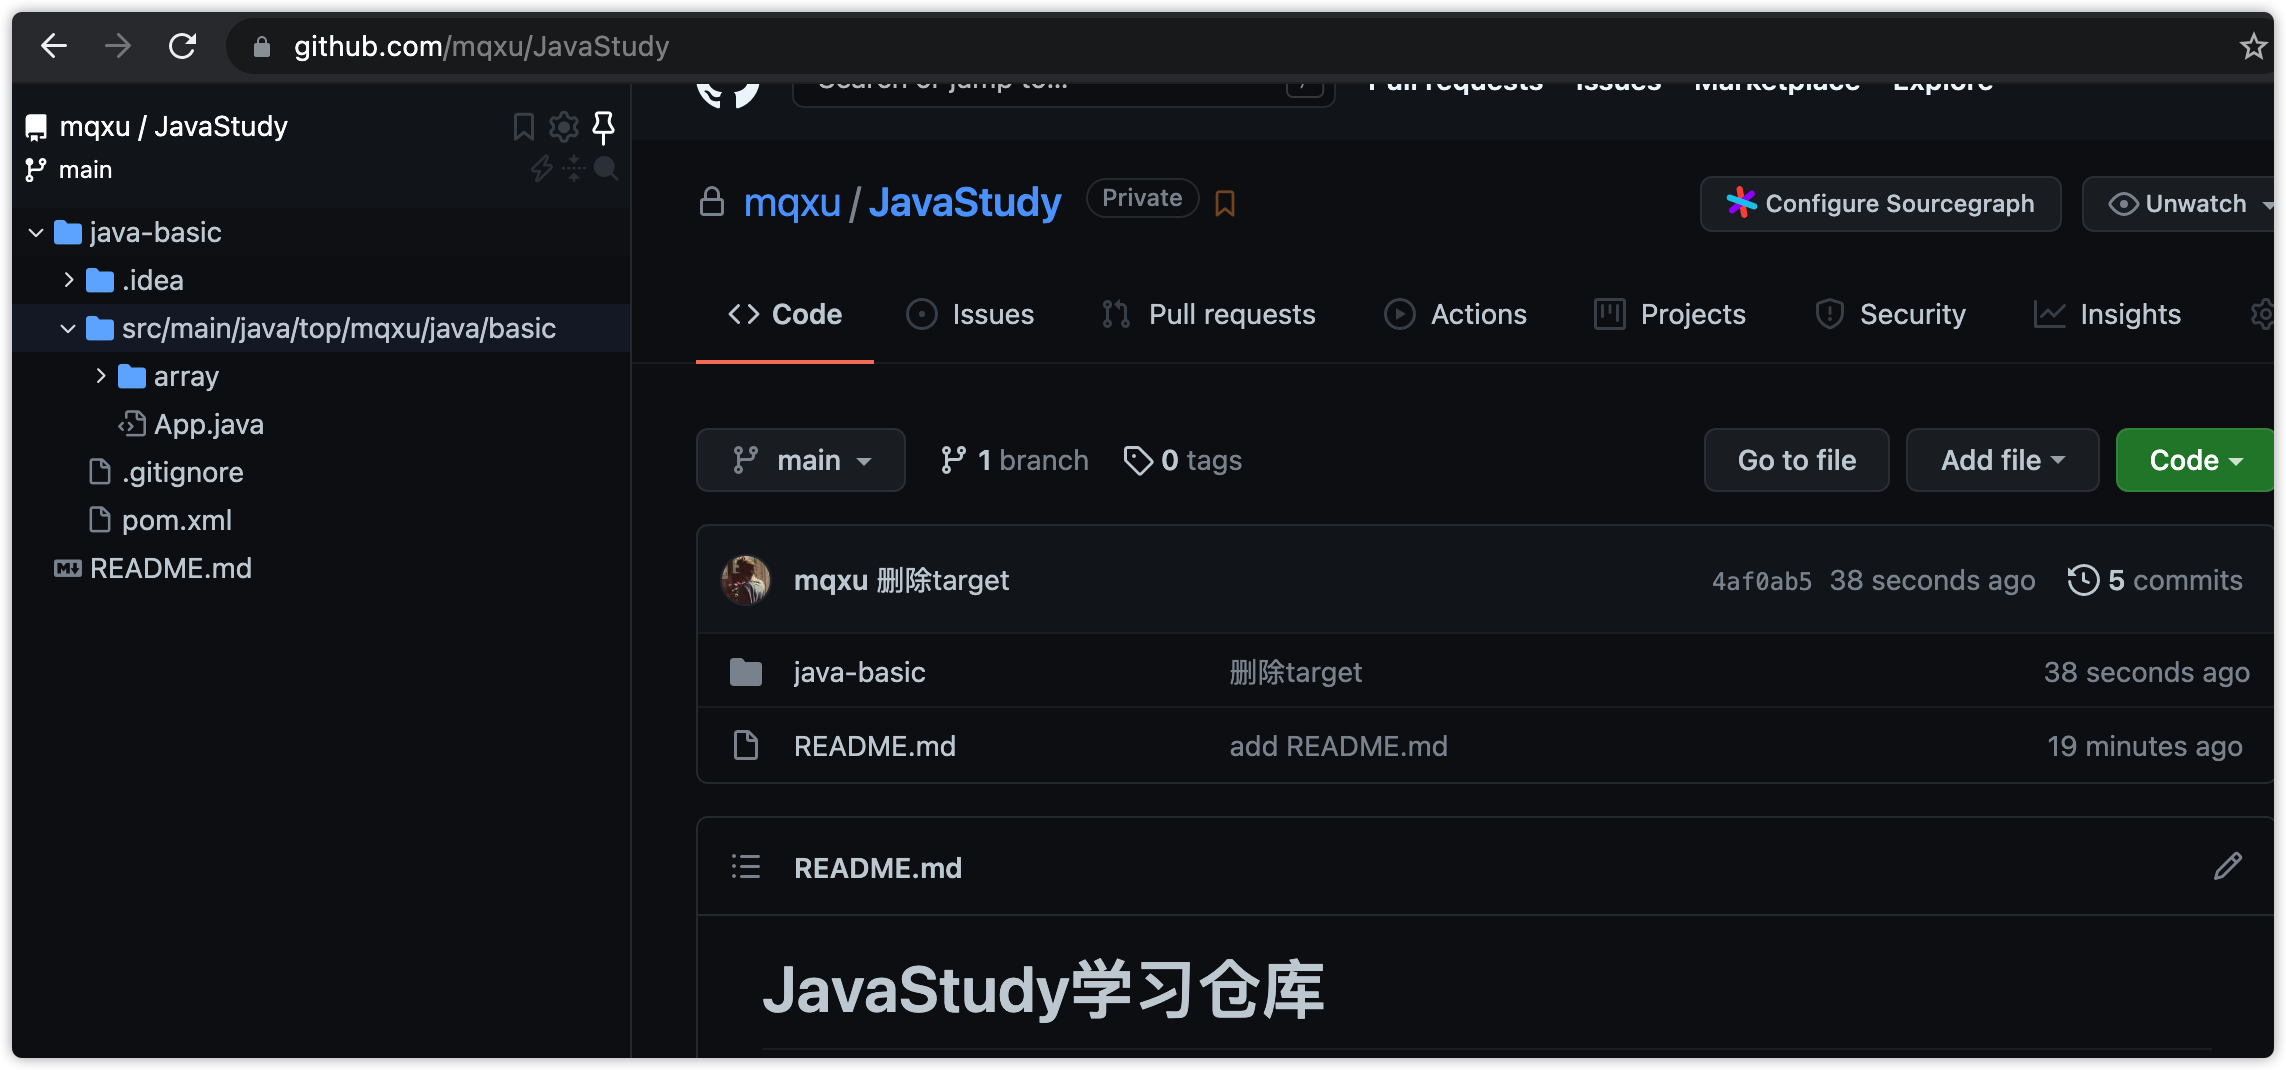 github.com/mqxu/JavaStudy
mqxu / JavaStudy
main
java-basic
.idea
src/main/java/top/mqxu/java/basic
array
App.java
.gitignore
pom.xml
README.md
Search or jump to...
/
Pull requests Issues Marketplace Explore
mqxu / JavaStudy Private
Configure Sourcegraph
Unwatch
Code Issues Pull requests Actions Projects Security Insights
main 1 branch 0 tags Go to file Add file Code
mqxu 删除target 4af0ab5 38 seconds ago 5 commits
java-basic 删除target 38 seconds ago
README.md add README.md 19 minutes ago
README.md
JavaStudy学习仓库